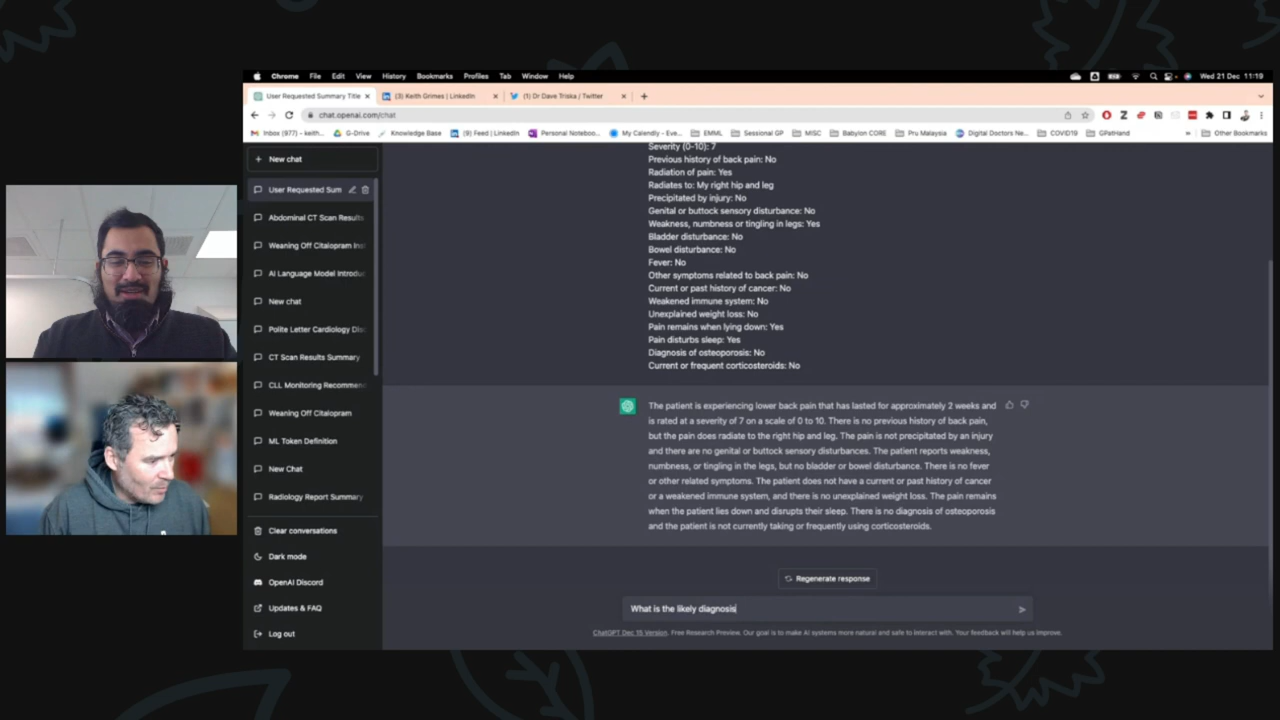 Chrome File Edit View History Bookmarks Profiles Tab Window Help
Wed 21 Dec 11:19
User Requested Summary Title
(3) Keith Grimes | LinkedIn
(1) Dr Dave Triska / Twitter
chat.openai.com/chat
Inbox (977) - keith... G-Drive Knowledge Base (9) Feed | LinkedIn Personal Noteboo... My Calendly - Eve... EMML Sessional GP MISC Babylon CORE Pru Malaysia Digital Doctors Ne... COVID19 GPatHand » Other Bookmarks
+ New chat
User Requested Sum
Abdominal CT Scan Results
Weaning Off Citalopram Ins
AI Language Model Introduc
New chat
Polite Letter Cardiology Dis
CT Scan Results Summary
CLL Monitoring Recommen
Weaning Off Citalopram
ML Token Definition
New Chat
Radiology Report Summary
Clear conversations
Dark mode
OpenAI Discord
Updates & FAQ
Log out
Severity (0-10): 7
Previous history of back pain: No
Radiation of pain: Yes
Radiates to: My right hip and leg
Precipitated by injury: No
Genital or buttock sensory disturbance: No
Weakness, numbness or tingling in legs: Yes
Bladder disturbance: No
Bowel disturbance: No
Fever: No
Other symptoms related to back pain: No
Current or past history of cancer: No
Weakened immune system: No
Unexplained weight loss: No
Pain remains when lying down: Yes
Pain disturbs sleep: Yes
Diagnosis of osteoporosis: No
Current or frequent corticosteroids: No
The patient is experiencing lower back pain that has lasted for approximately 2 weeks and
is rated at a severity of 7 on a scale of 0 to 10. There is no previous history of back pain,
but the pain does radiate to the right hip and leg. The pain is not precipitated by an injury
and there are no genital or buttock sensory disturbances. The patient reports weakness,
numbness, or tingling in the legs, but no bladder or bowel disturbance. There is no fever
or other related symptoms. The patient does not have a current or past history of cancer
or a weakened immune system, and there is no unexplained weight loss. The pain remains
when the patient lies down and disrupts their sleep. There is no diagnosis of osteoporosis
and the patient is not currently taking or frequently using corticosteroids.
Regenerate response
What is the likely diagnosis
ChatGPT Dec 15 Version. Free Research Preview. Our goal is to make AI systems more natural and safe to interact with. Your feedback will help us improve.